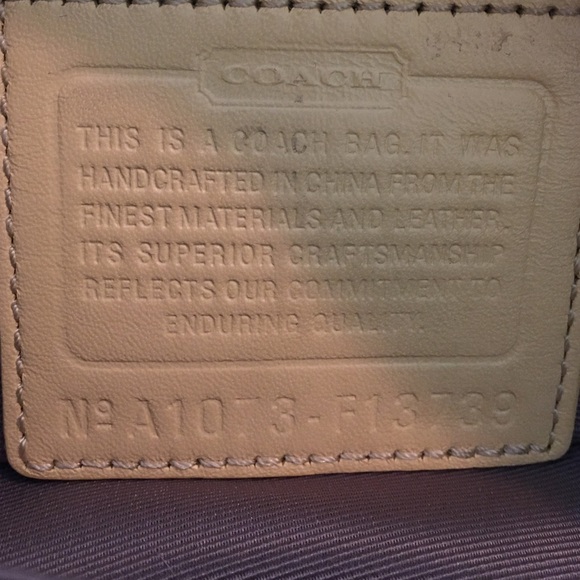 COACH
THIS IS A COACH BAG. IT WAS
HANDCRAFTED IN CHINA FROM THE
FINEST MATERIALS AND LEATHER.
ITS SUPERIOR CRAFTSMANSHIP
REFLECTS OUR COMMITMENT TO
ENDURING QUALITY.
Nº A1073-F13739